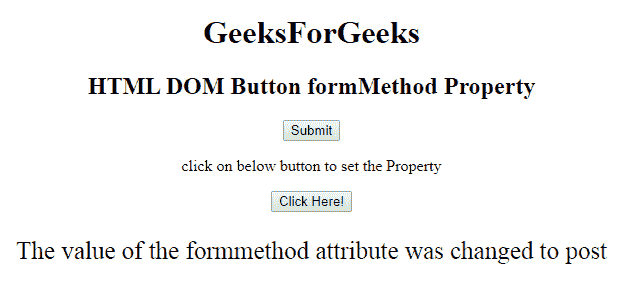 GeeksForGeeks
HTML DOM Button formMethod Property
Submit
click on below button to set the Property
Click Here!
The value of the formmethod attribute was changed to post